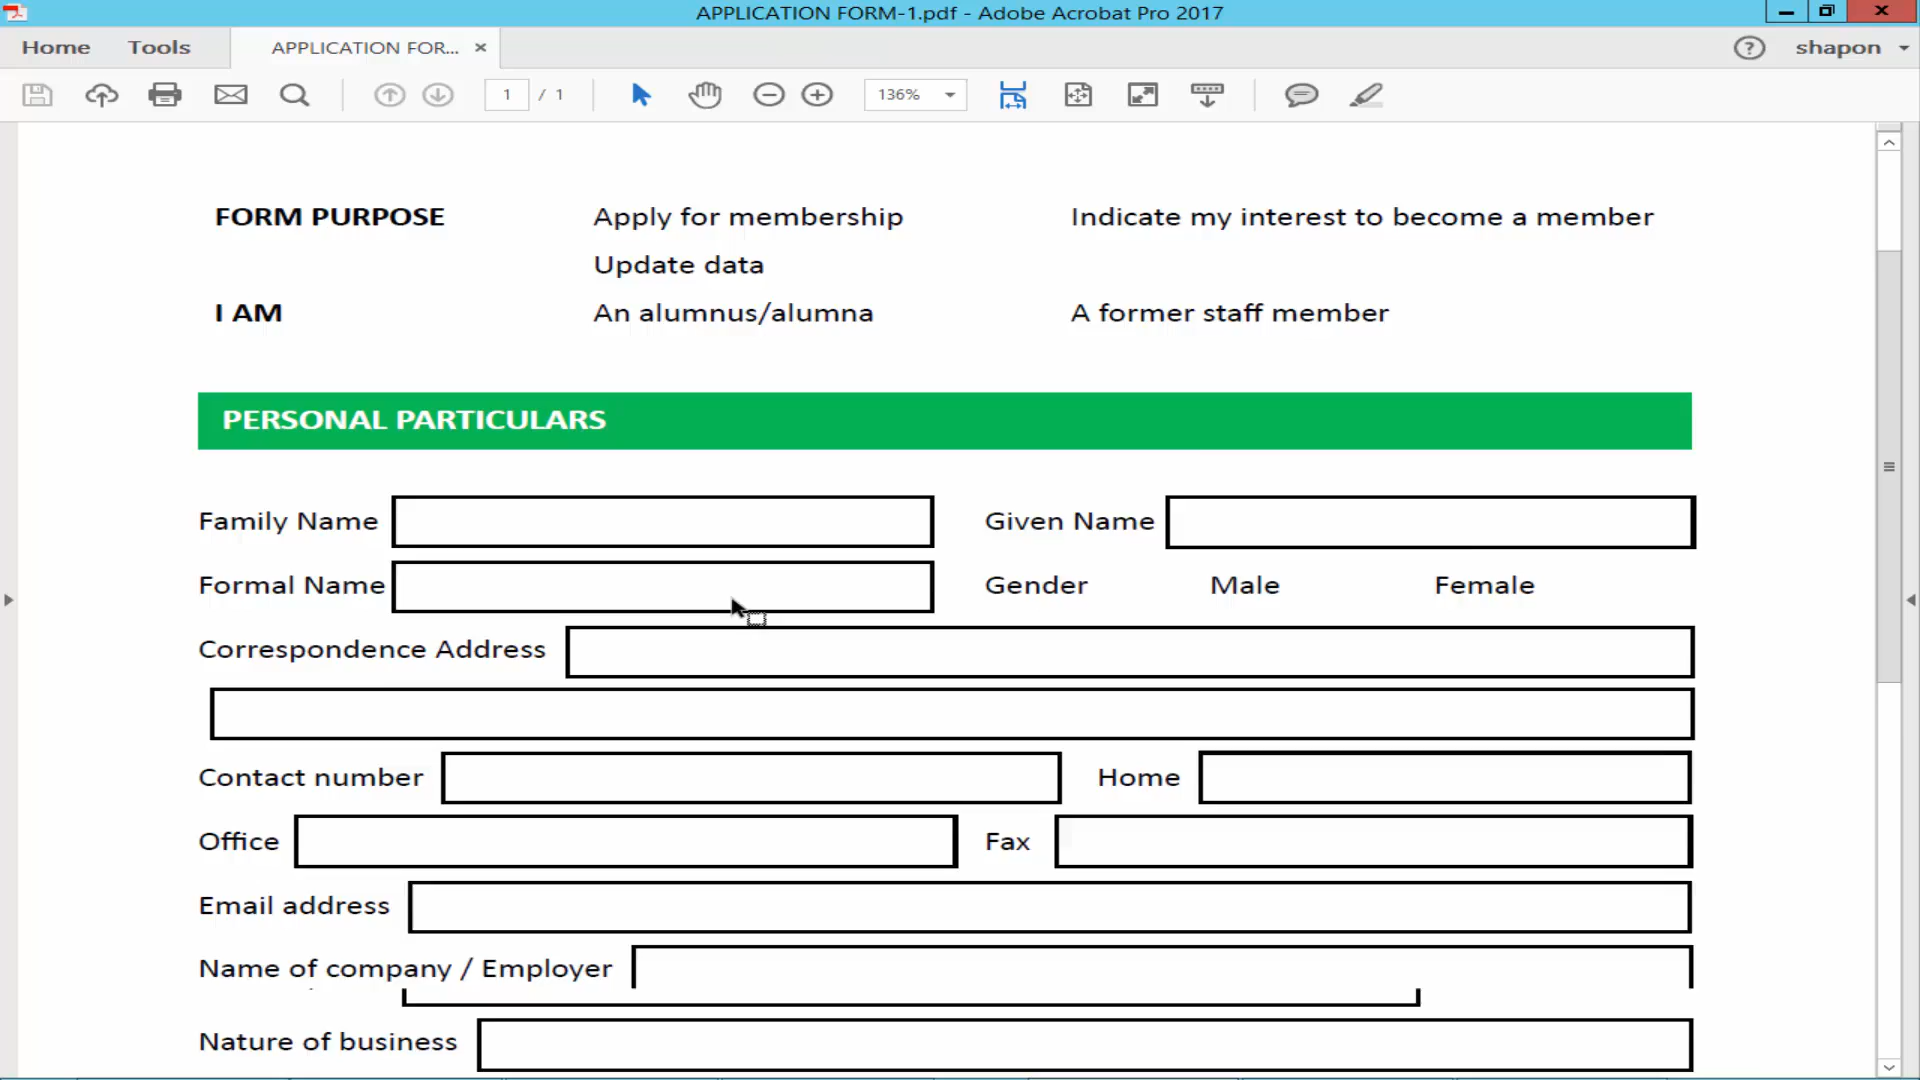 APPLICATION FORM-1.pdf - Adobe Acrobat Pro 2017
Home Tools APPLICATION FOR... × ? shapon
1 / 1 136%
FORM PURPOSE Apply for membership Indicate my interest to become a member
Update data
I AM An alumnus/alumna A former staff member
PERSONAL PARTICULARS
Family Name Given Name
Formal Name Gender Male Female
Correspondence Address
Contact number Home
Office Fax
Email address
Name of company / Employer
Nature of business